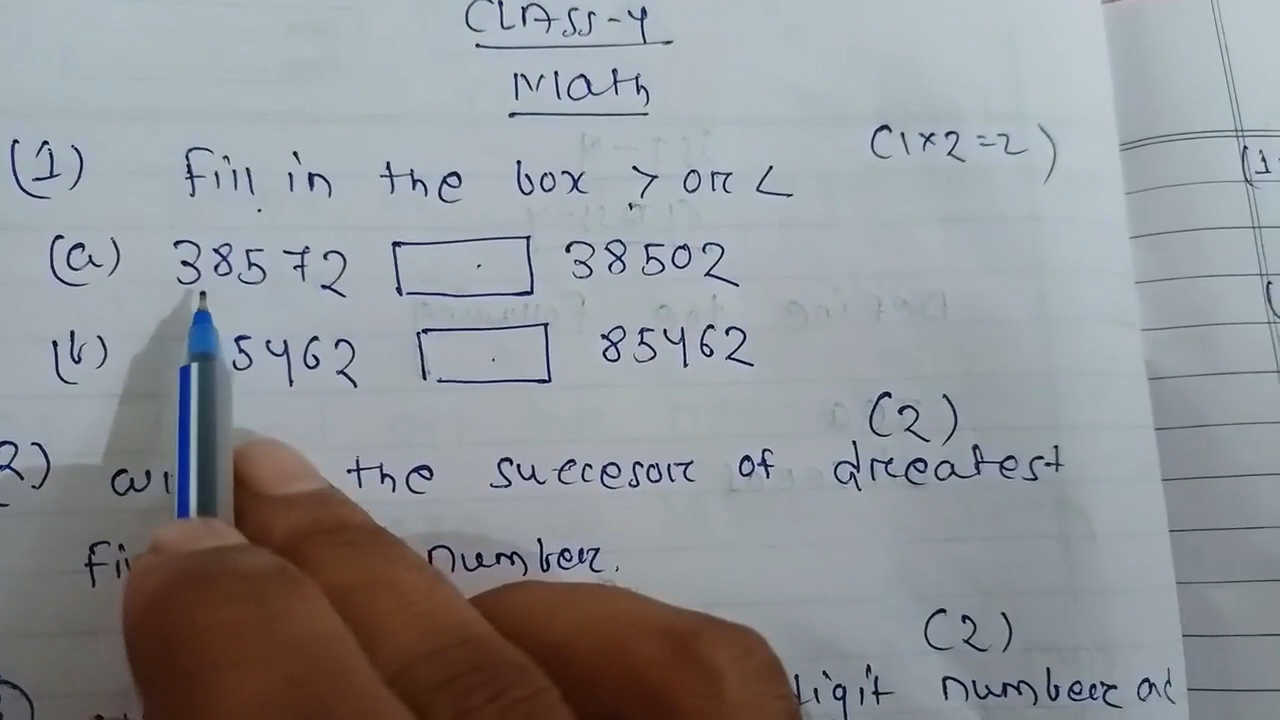 CLASS-4
Math
(1) Fill in the box > or < (1×2=2)
(a) 38572 38502
(b) 5462 85462
(2)
2) the succesor of greatest
number.
(2)
digit number